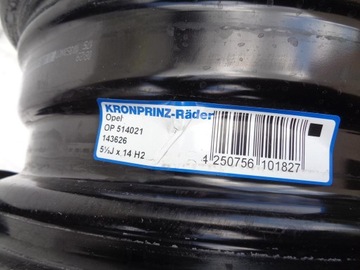 KRONPRINZ-Räder
Opel
OP 514021
143626
5½J x 14 H2
4 250756 101827